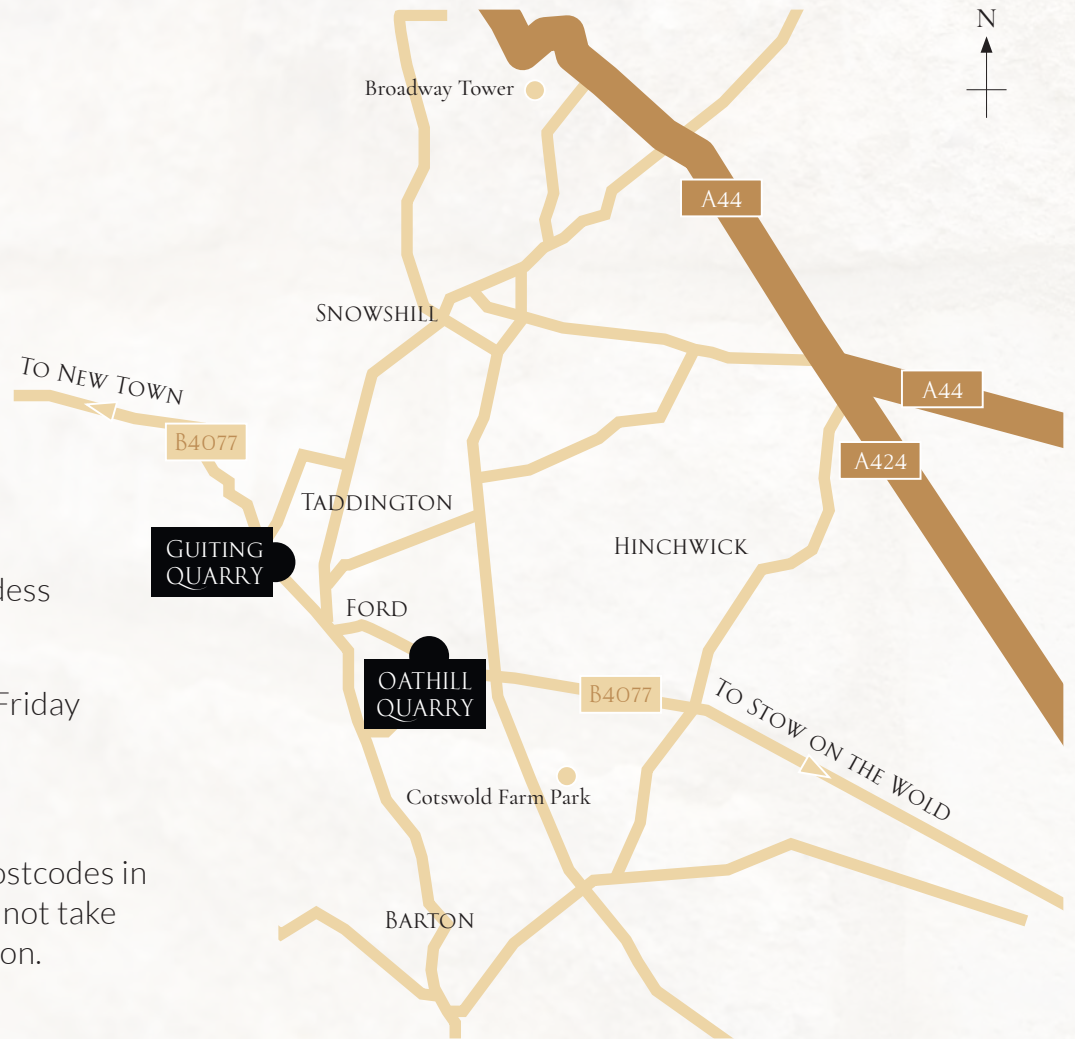 N
Broadway Tower
A44
Snowshill
To New Town
A44
B4077
A424
Taddington
Guiting
Quarry
Hinchwick
Ford
Friday
Oathill
Quarry
B4077
To Stow on the Wold
Cotswold Farm Park
ostcodes in
not take
Barton
on.